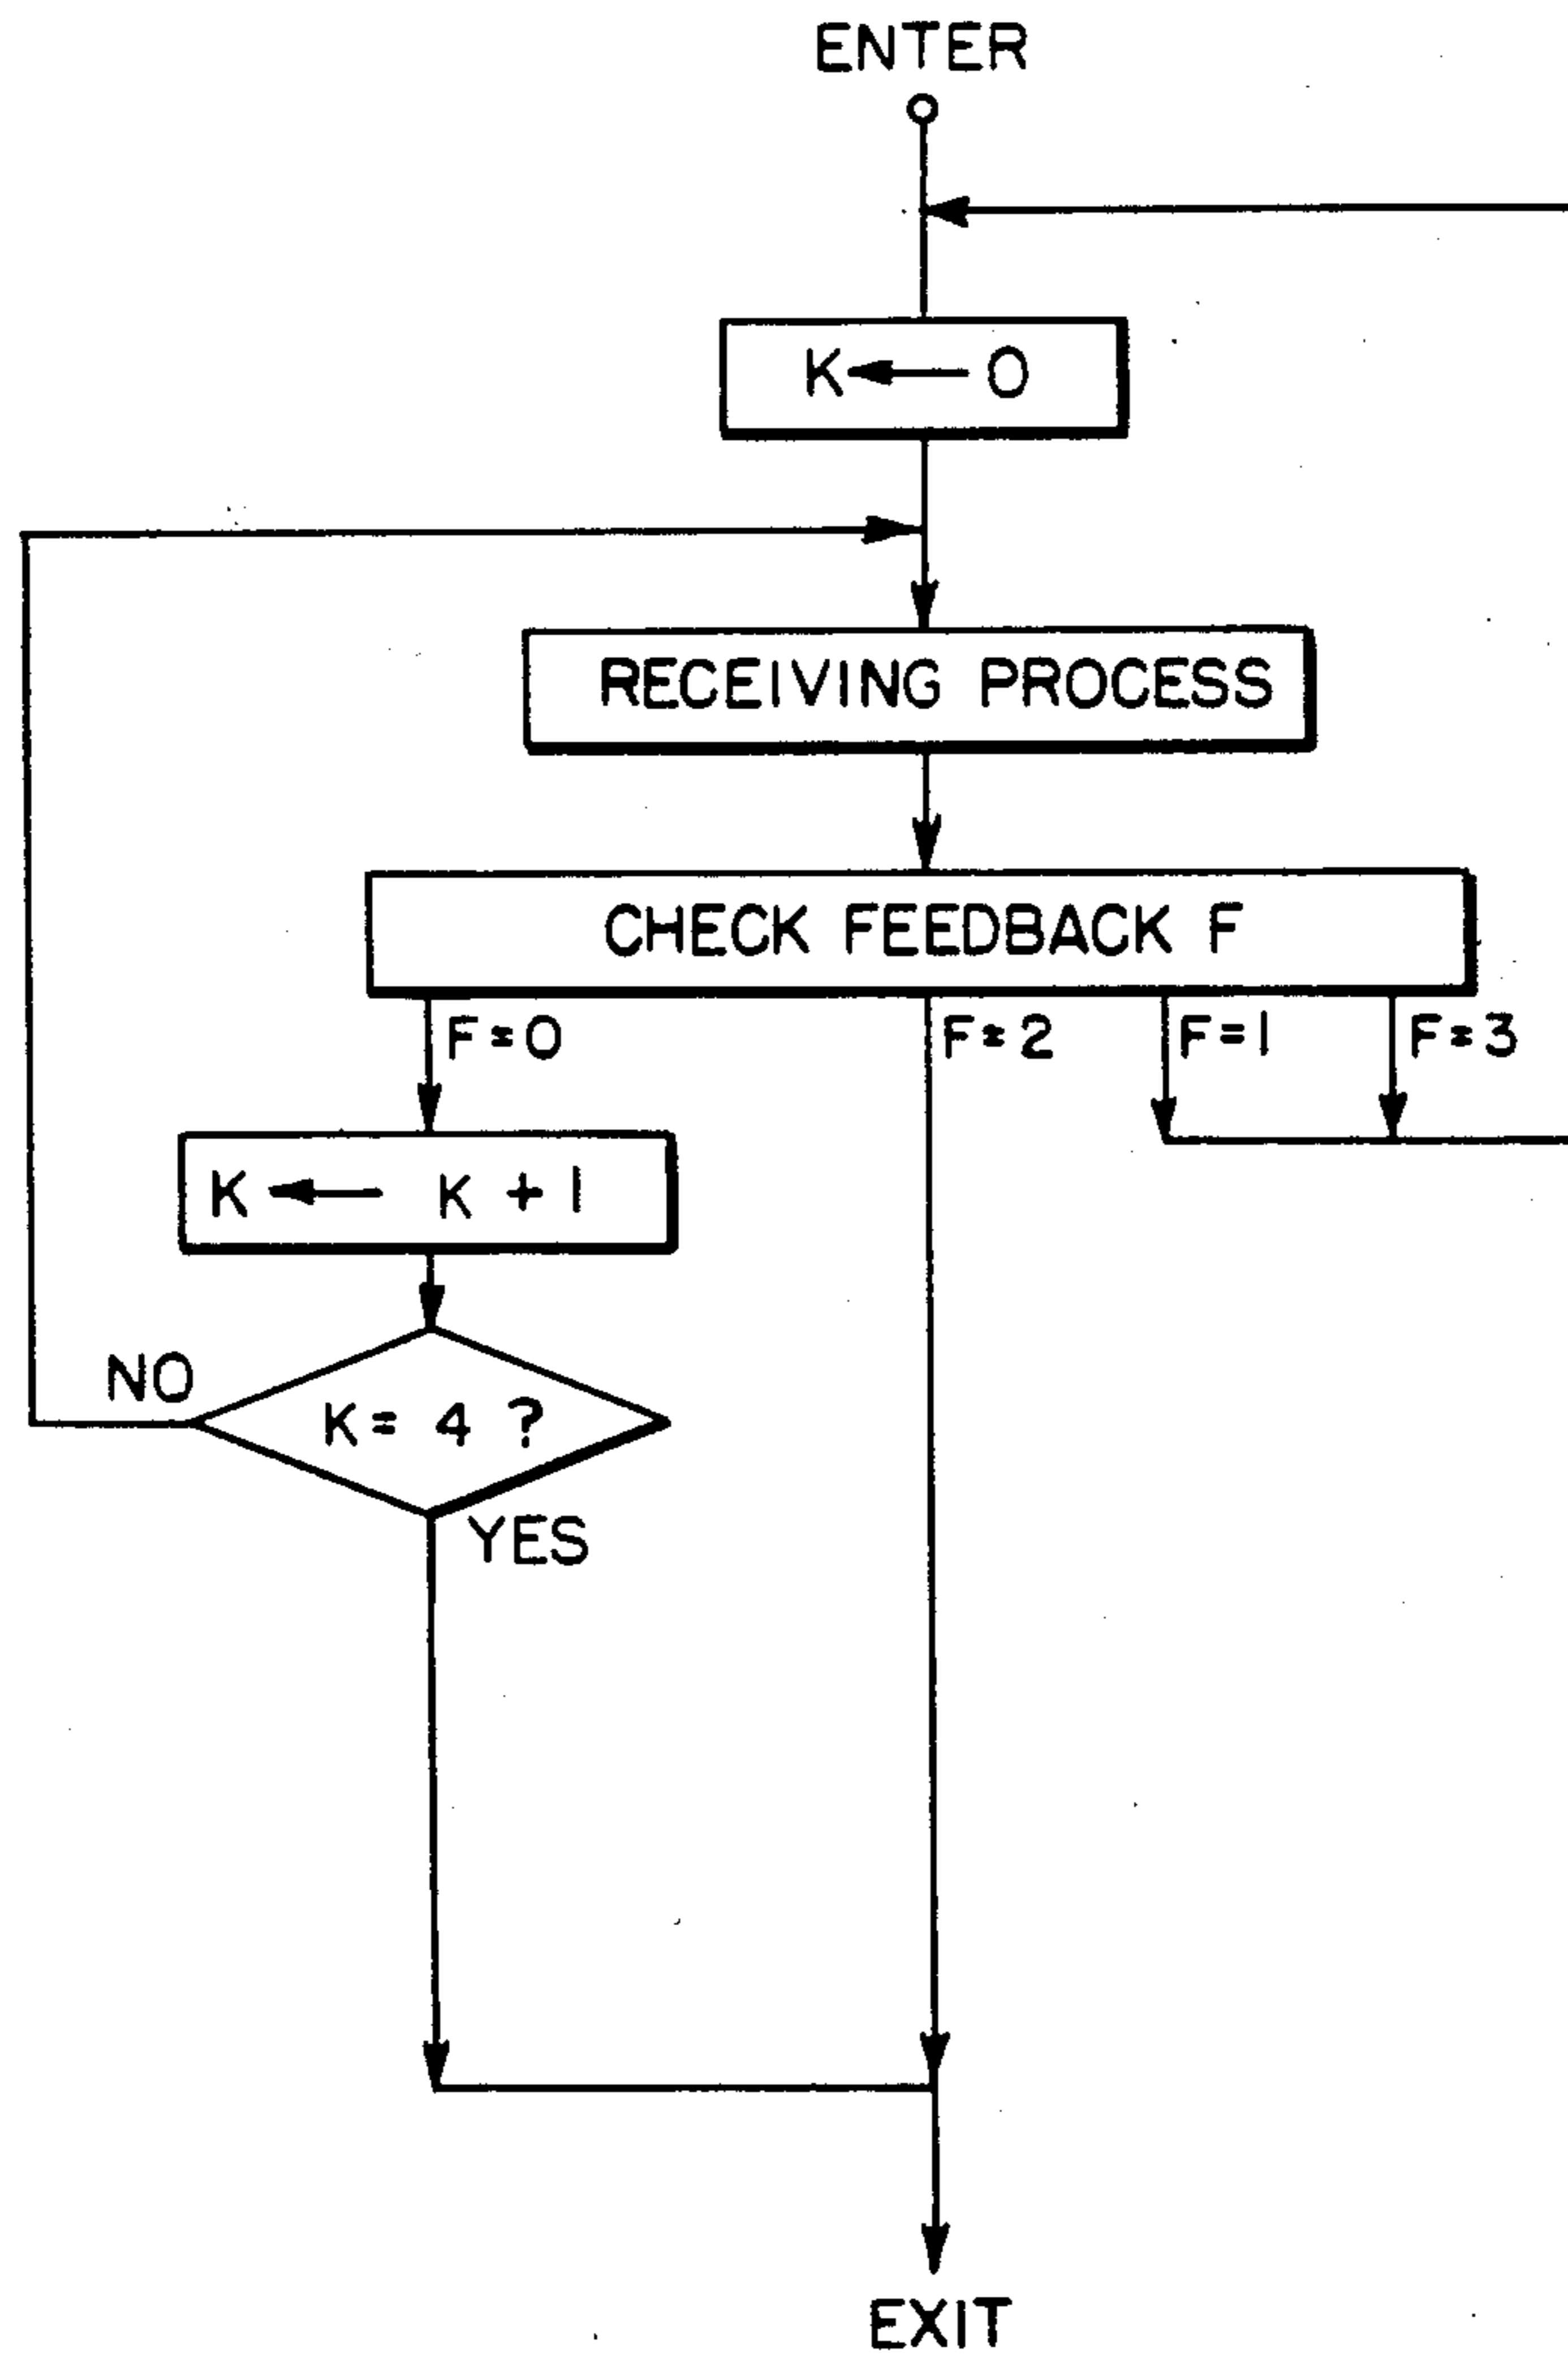 ENTER
K ← 0
RECEIVING PROCESS
CHECK FEEDBACK F
F=0
F=2
F=1
F=3
K ← K + 1
NO
K= 4 ?
YES
EXIT